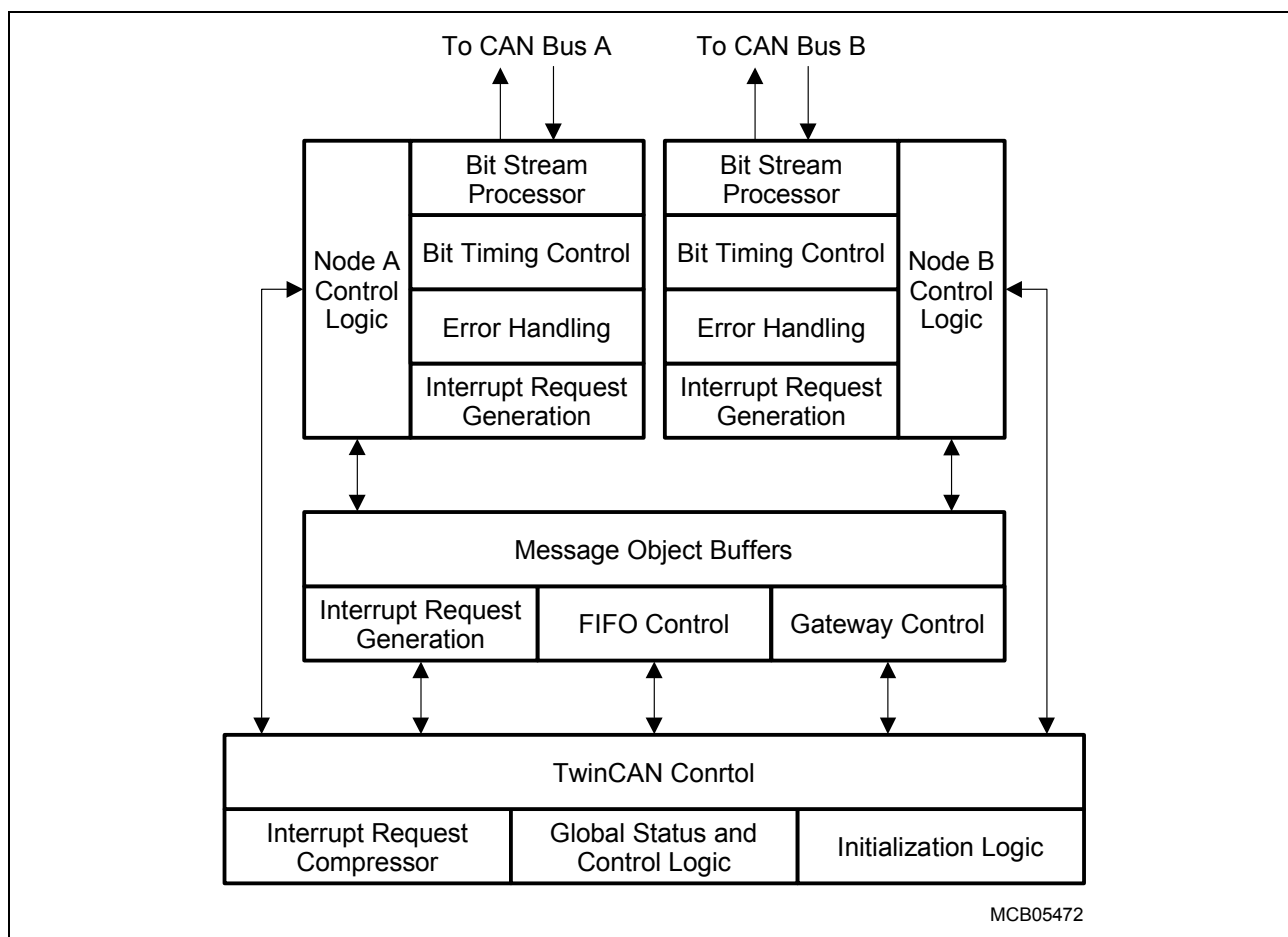 To CAN Bus A
To CAN Bus B
Node A
Control
Logic
Bit Stream
Processor
Bit Timing Control
Error Handling
Interrupt Request
Generation
Bit Stream
Processor
Bit Timing Control
Error Handling
Interrupt Request
Generation
Node B
Control
Logic
Message Object Buffers
Interrupt Request
Generation
FIFO Control
Gateway Control
TwinCAN Conrtol
Interrupt Request
Compressor
Global Status and
Control Logic
Initialization Logic
MCB05472